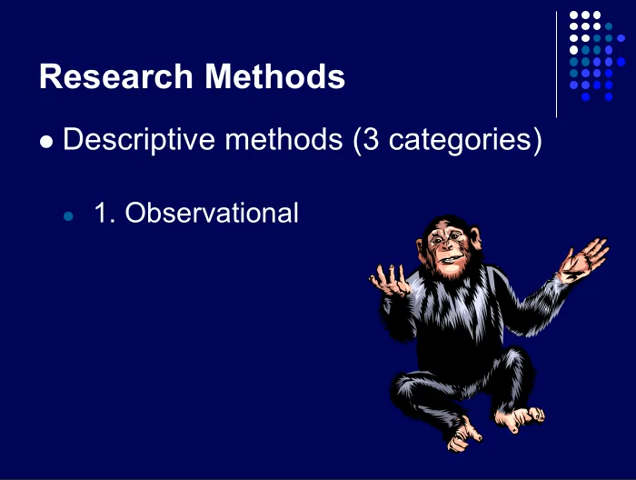 Research Methods
Descriptive methods (3 categories)
1. Observational